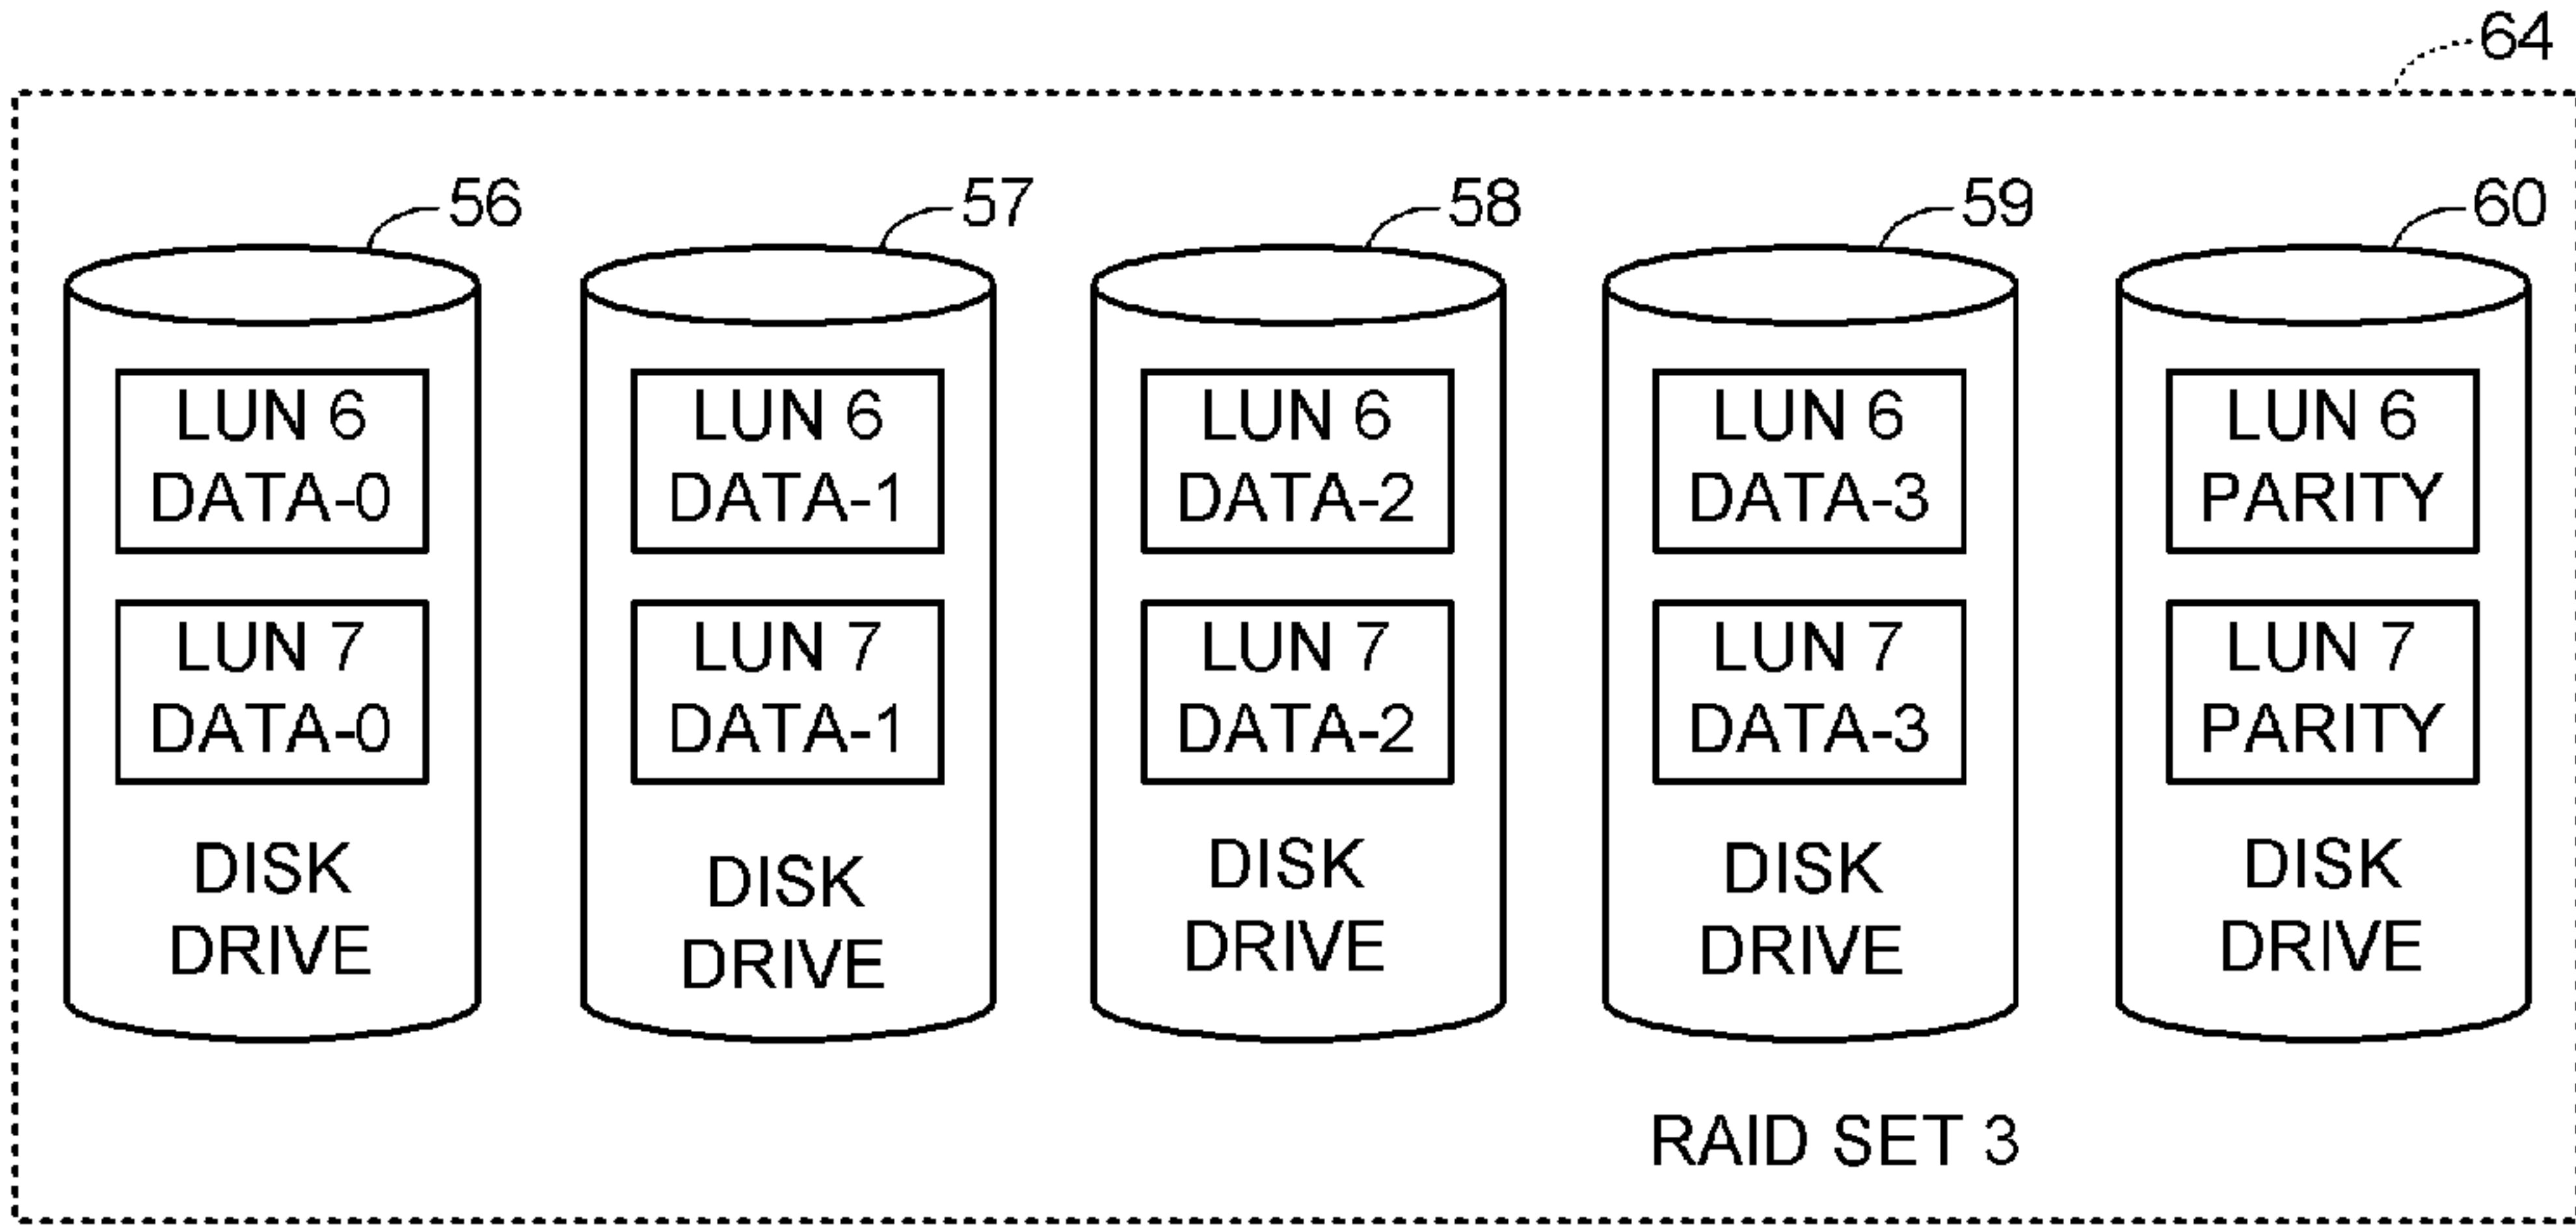 64
56
57
58
59
60
LUN 6
DATA-0
LUN 6
DATA-1
LUN 6
DATA-2
LUN 6
DATA-3
LUN 6
PARITY
LUN 7
DATA-0
LUN 7
DATA-1
LUN 7
DATA-2
LUN 7
DATA-3
LUN 7
PARITY
DISK
DRIVE
DISK
DRIVE
DISK
DRIVE
DISK
DRIVE
DISK
DRIVE
RAID SET 3